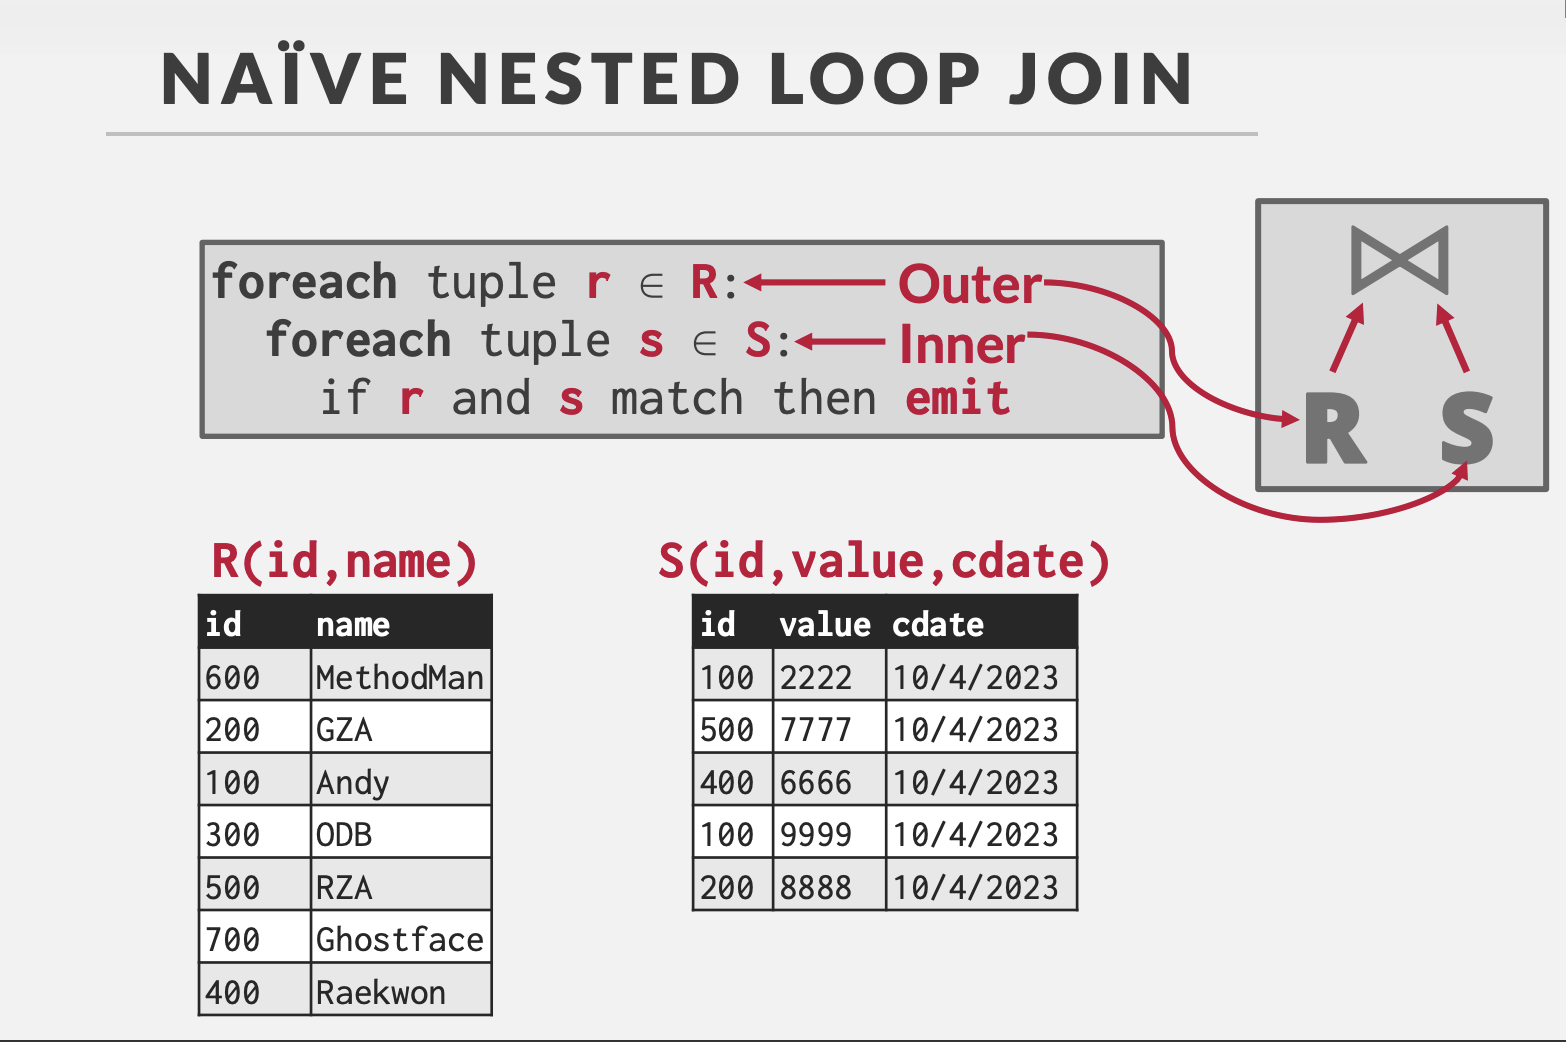 NAÏVE NESTED LOOP JOIN
foreach tuple r ∈ R: Outer
foreach tuple s ∈ S: Inner
if r and s match then emit
⋈
R S
R(id,name)
id name
600 MethodMan
200 GZA
100 Andy
300 ODB
500 RZA
700 Ghostface
400 Raekwon
S(id,value,cdate)
id value cdate
100 2222 10/4/2023
500 7777 10/4/2023
400 6666 10/4/2023
100 9999 10/4/2023
200 8888 10/4/2023